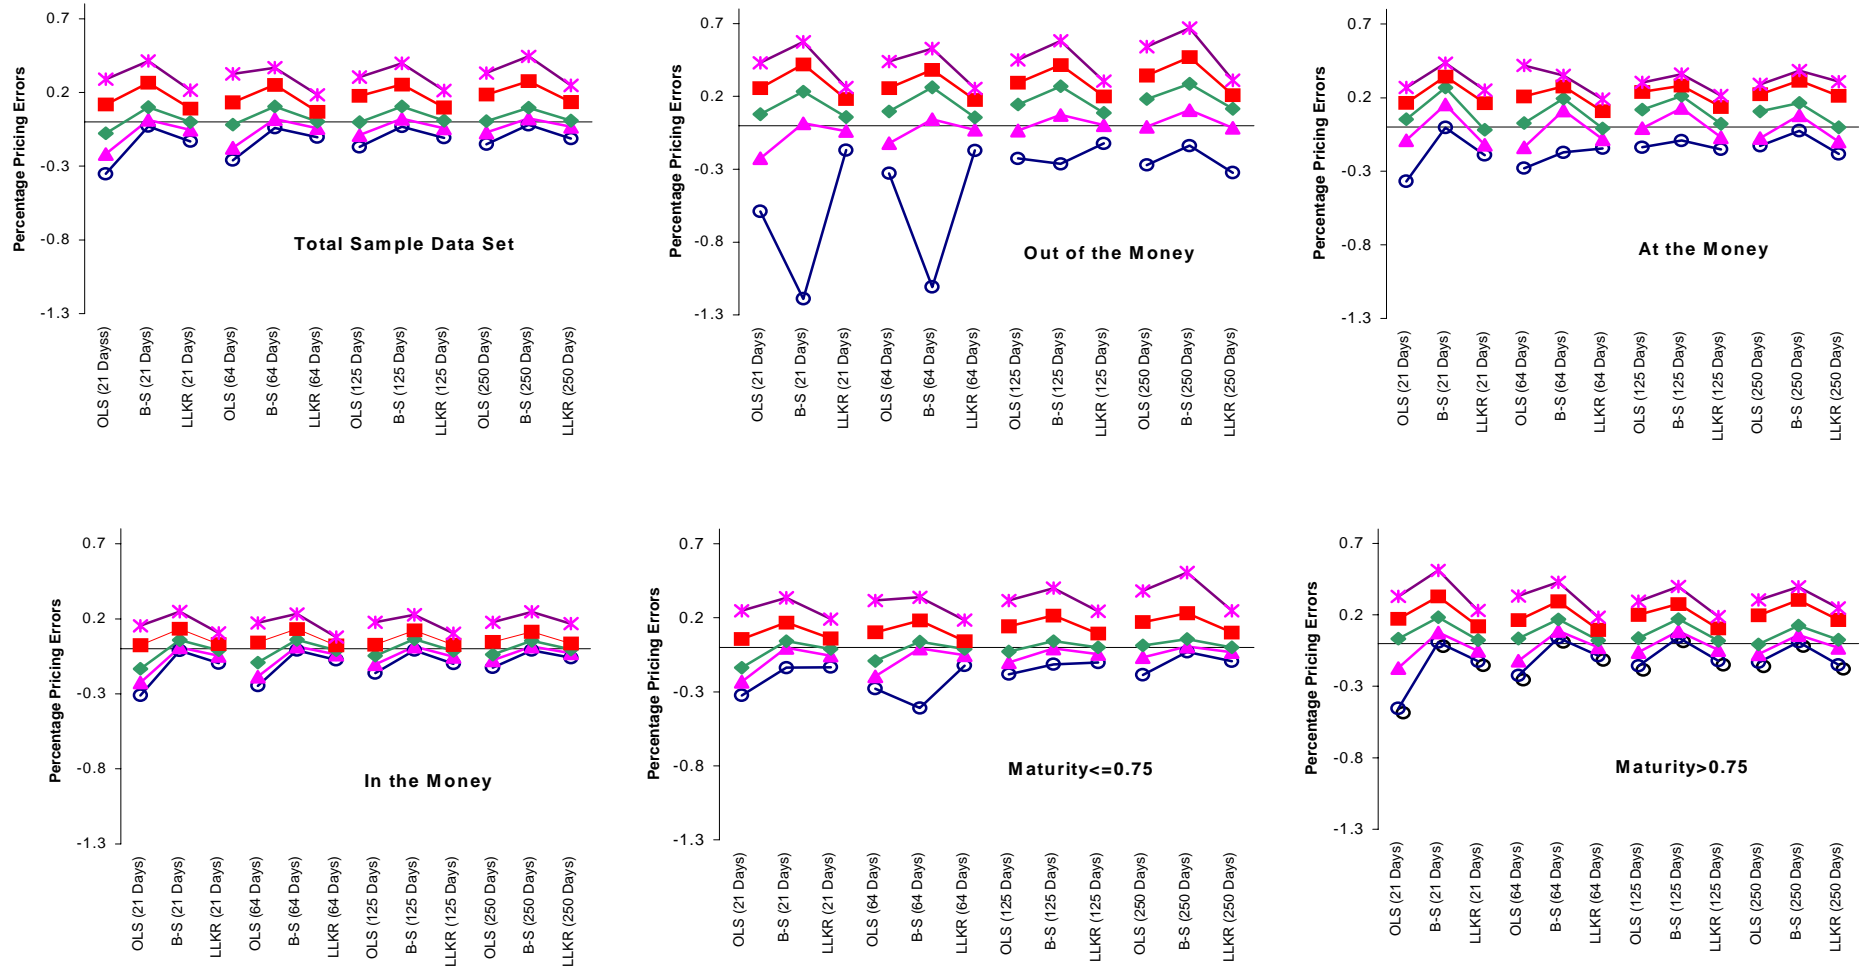 Percentage Pricing Errors
0.7
0.2
-0.3
-0.8
-1.3
Total Sample Data Set
OLS (21 Dayss)
B-S (21 Days)
LLKR (21 Days)
OLS (64 Days)
B-S (64 Days)
LLKR (64 Days)
OLS (125 Days)
B-S (125 Days)
LLKR (125 Days)
OLS (250 Days)
B-S (250 Days)
LLKR (250 Days)
Percentage Pricing Errors
0.7
0.2
-0.3
-0.8
-1.3
Out of the Money
OLS (21 Days)
B-S (21 Days)
LLKR (21 Days)
OLS (64 Days)
B-S (64 Days)
LLKR (64 Days)
OLS (125 Days)
B-S (125 Days)
LLKR (125 Days)
OLS (250 Days)
B-S (250 Days)
LLKR (250 Days)
Percentage Pricing Errors
0.7
0.2
-0.3
-0.8
-1.3
At the Money
OLS (21 Days)
B-S (21 Days)
LLKR (21 Days)
OLS (64 Days)
B-S (64 Days)
LLKR (64 Days)
OLS (125 Days)
B-S (125 Days)
LLKR (125 Days)
OLS (250 Days)
B-S (250 Days)
LLKR (250 Days)
Percentage Pricing Errors
0.7
0.2
-0.3
-0.8
-1.3
In the Money
OLS (21 Days)
B-S (21 Days)
LLKR (21 Days)
OLS (64 Days)
B-S (64 Days)
LLKR (64 Days)
OLS (125 Days)
B-S (125 Days)
LLKR (125 Days)
OLS (250 Days)
B-S (250 Days)
LLKR (250 Days)
Percentage Pricing Errors
0.7
0.2
-0.3
-0.8
-1.3
Maturity<=0.75
OLS (21 Days)
B-S (21 Days)
LLKR (21 Days)
OLS (64 Days)
B-S (64 Days)
LLKR (64 Days)
OLS (125 Days)
B-S (125 Days)
LLKR (125 Days)
OLS (250 Days)
B-S (250 Days)
LLKR (250 Days)
Percentage Pricing Errors
0.7
0.2
-0.3
-0.8
-1.3
Maturity>0.75
OLS (21 Days)
B-S (21 Days)
LLKR (21 Days)
OLS (64 Days)
B-S (64 Days)
LLKR (64 Days)
OLS (125 Days)
B-S (125 Days)
LLKR (125 Days)
OLS (250 Days)
B-S (250 Days)
LLKR (250 Days)